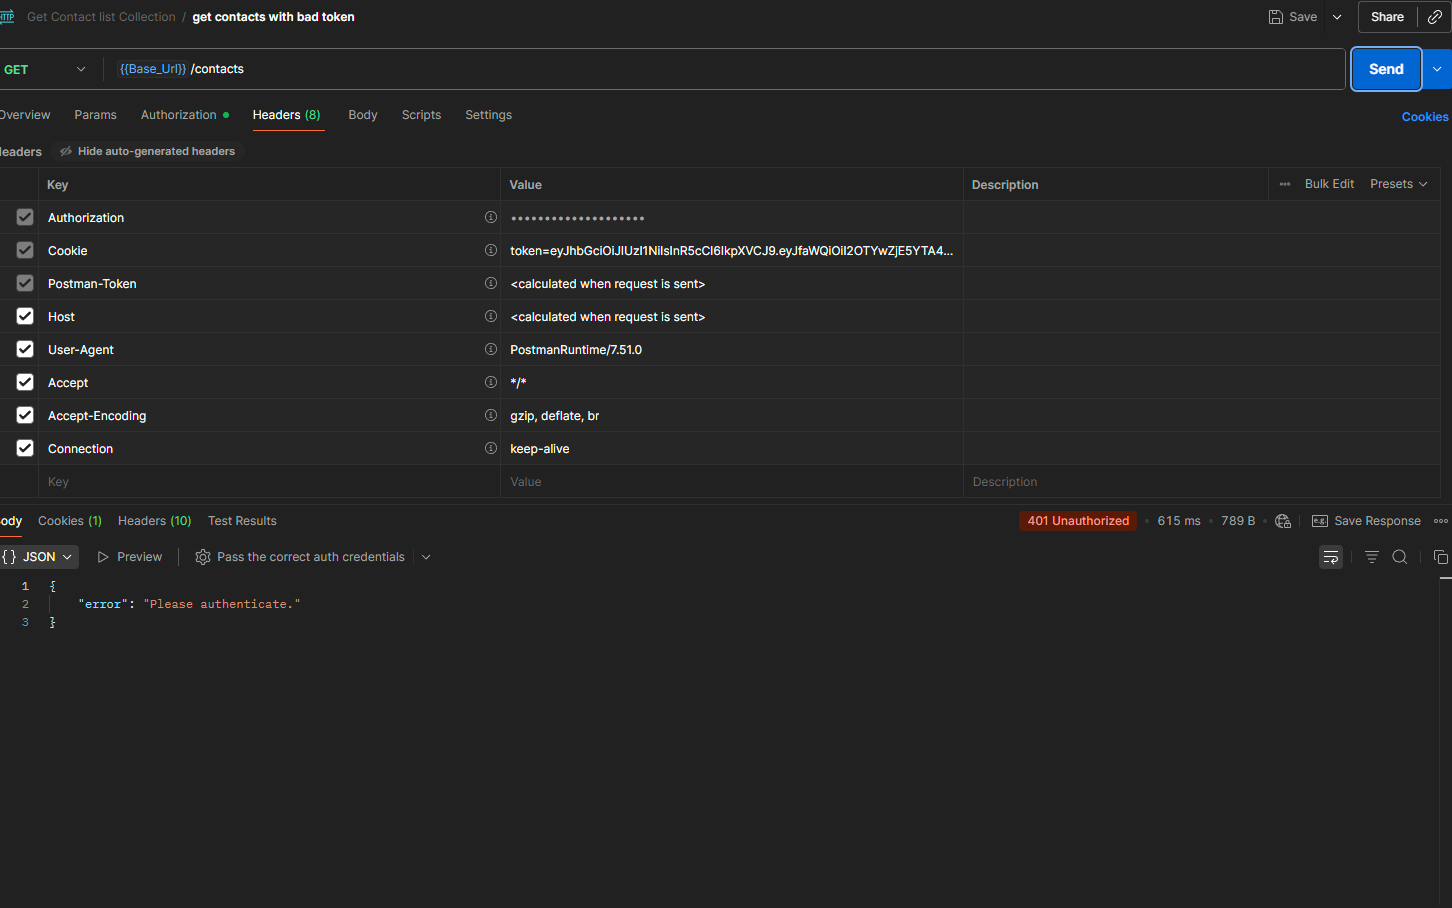 HTTP Get Contact list Collection / get contacts with bad token Save Share
GET {{Base_Url}} /contacts Send
Overview Params Authorization Headers (8) Body Scripts Settings Cookies
Headers Hide auto-generated headers
Key Value Description ••• Bulk Edit Presets
Authorization ••••••••••••••••••••
Cookie token=eyJhbGciOiJIUzI1NiIsInR5cCI6IkpXVCJ9.eyJfaWQiOiI2OTYwZjE5YTA4...
Postman-Token <calculated when request is sent>
Host <calculated when request is sent>
User-Agent PostmanRuntime/7.51.0
Accept */*
Accept-Encoding gzip, deflate, br
Connection keep-alive
Key Value Description
Body Cookies (1) Headers (10) Test Results 401 Unauthorized • 615 ms • 789 B • e.g. Save Response •••
{} JSON Preview Pass the correct auth credentials
1 {
2 "error": "Please authenticate."
3 }